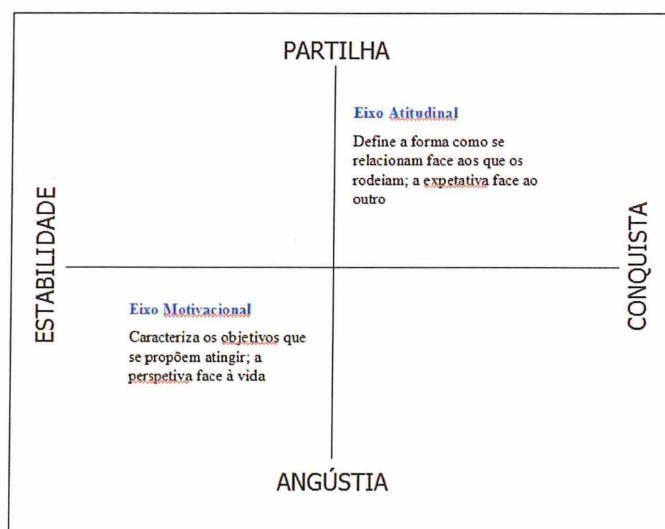 PARTILHA
Eixo Atitudinal
Define a forma como se
relacionam face aos que os
rodeiam; a expetativa face ao
outro
ESTABILIDADE
CONQUISTA
Eixo Motivacional
Caracteriza os objetivos que
se propõem atingir; a
perspetiva face à vida
ANGÚSTIA